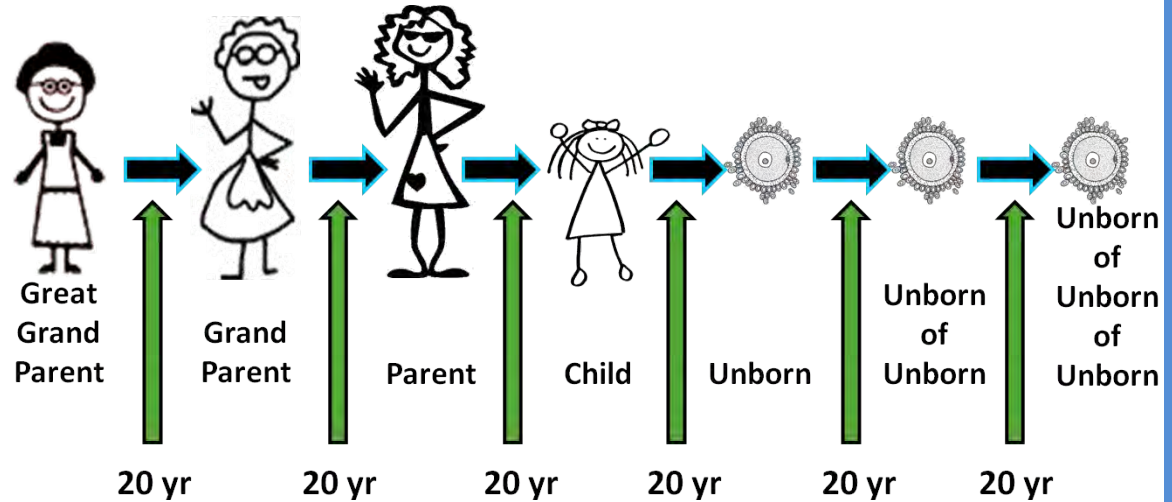 Great
Grand
Parent
Grand
Parent
Parent
Child
Unborn
Unborn
of
Unborn
Unborn
of
Unborn
of
Unborn
20 yr
20 yr
20 yr
20 yr
20 yr
20 yr